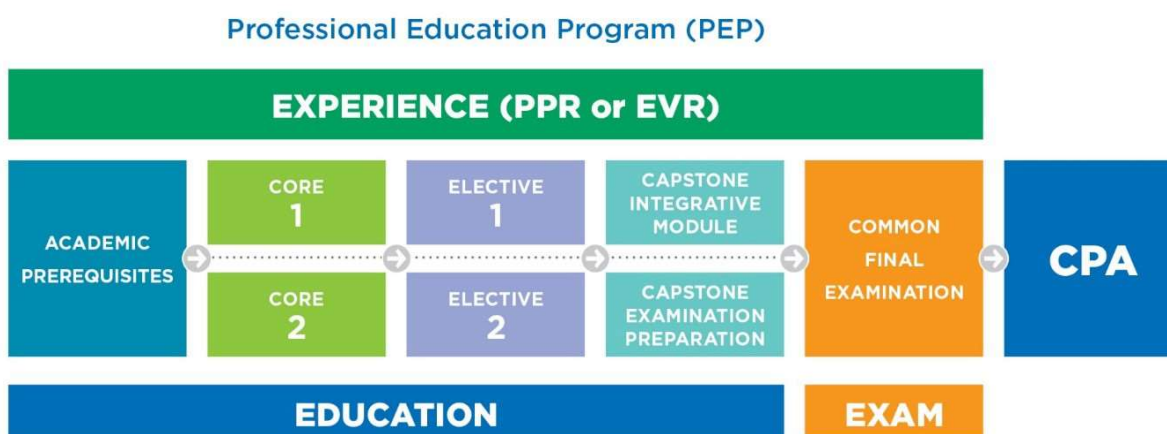 Professional Education Program (PEP)
EXPERIENCE (PPR or EVR)
ACADEMIC
PREREQUISITES
CORE
1
CORE
2
ELECTIVE
1
ELECTIVE
2
CAPSTONE
INTEGRATIVE
MODULE
CAPSTONE
EXAMINATION
PREPARATION
COMMON
FINAL
EXAMINATION
CPA
EDUCATION
EXAM